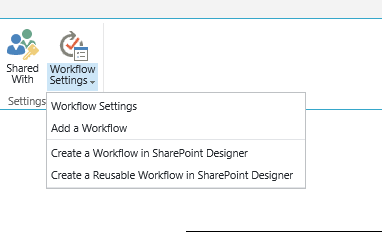 Shared
With
Workflow
Settings
Settings
Workflow Settings
Add a Workflow
Create a Workflow in SharePoint Designer
Create a Reusable Workflow in SharePoint Designer